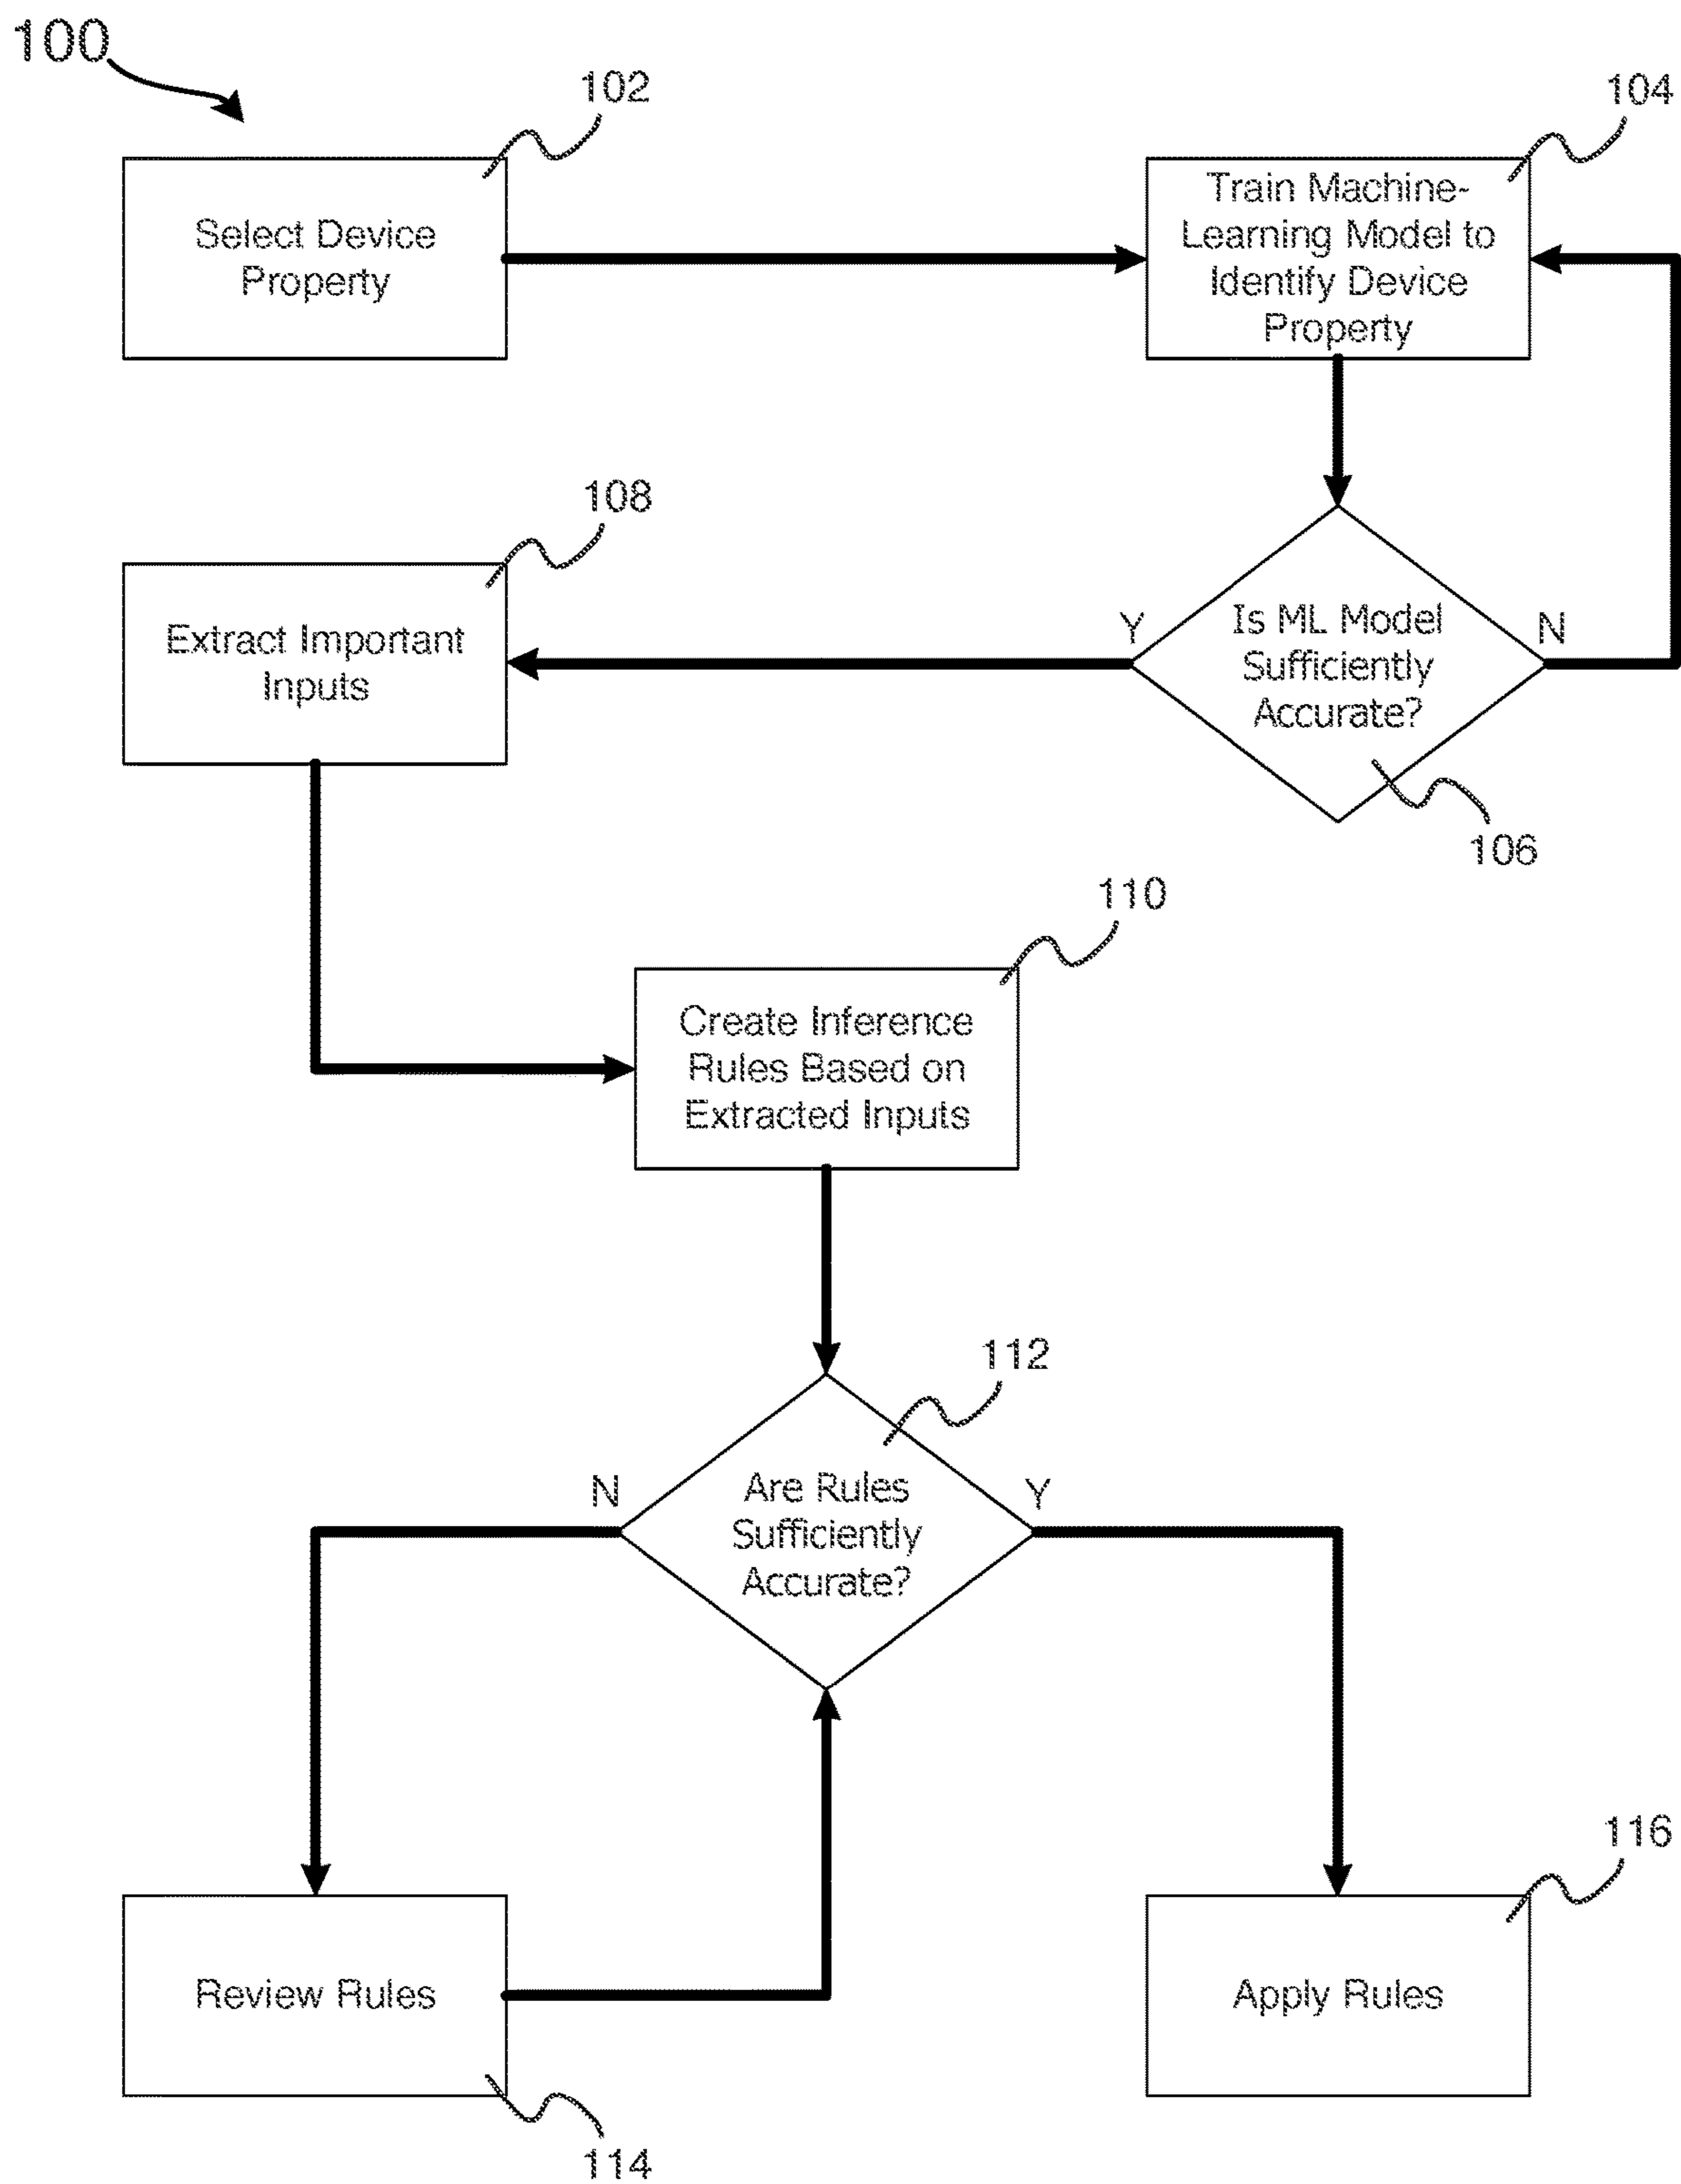 100
102
Select Device
Property
104
Train Machine-
Learning Model to
Identify Device
Property
Is ML Model
Sufficiently
Accurate?
Y
N
106
108
Extract Important
Inputs
110
Create Inference
Rules Based on
Extracted Inputs
112
Are Rules
Sufficiently
Accurate?
N
Y
Review Rules
114
116
Apply Rules